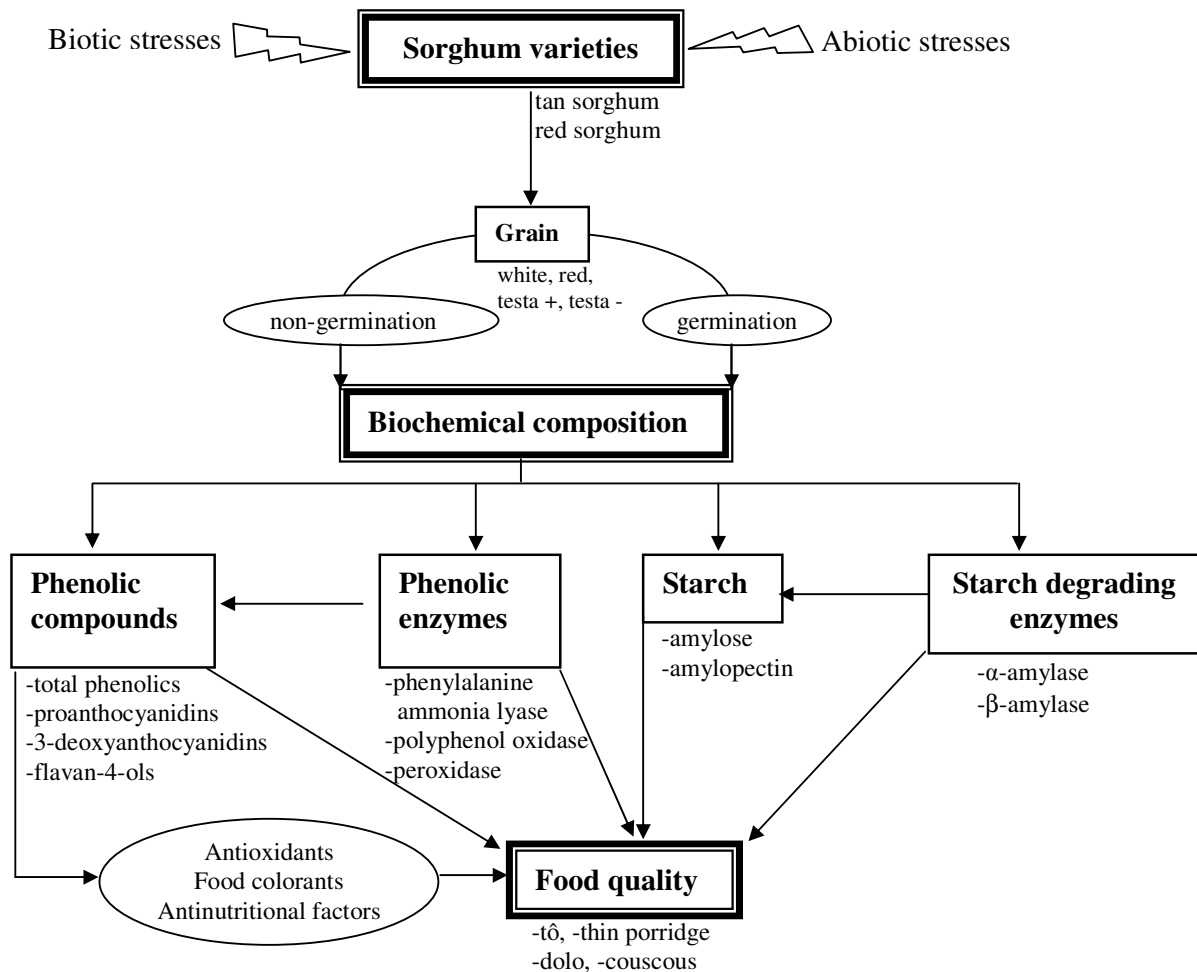 Biotic stresses
Sorghum varieties
Abiotic stresses
tan sorghum
red sorghum
Grain
white, red,
testa +, testa -
non-germination
germination
Biochemical composition
Phenolic
compounds
-total phenolics
-proanthocyanidins
-3-deoxyanthocyanidins
-flavan-4-ols
Phenolic
enzymes
-phenylalanine
ammonia lyase
-polyphenol oxidase
-peroxidase
Starch
-amylose
-amylopectin
Starch degrading
enzymes
-α-amylase
-β-amylase
Antioxidants
Food colorants
Antinutritional factors
Food quality
-tô, -thin porridge
-dolo, -couscous